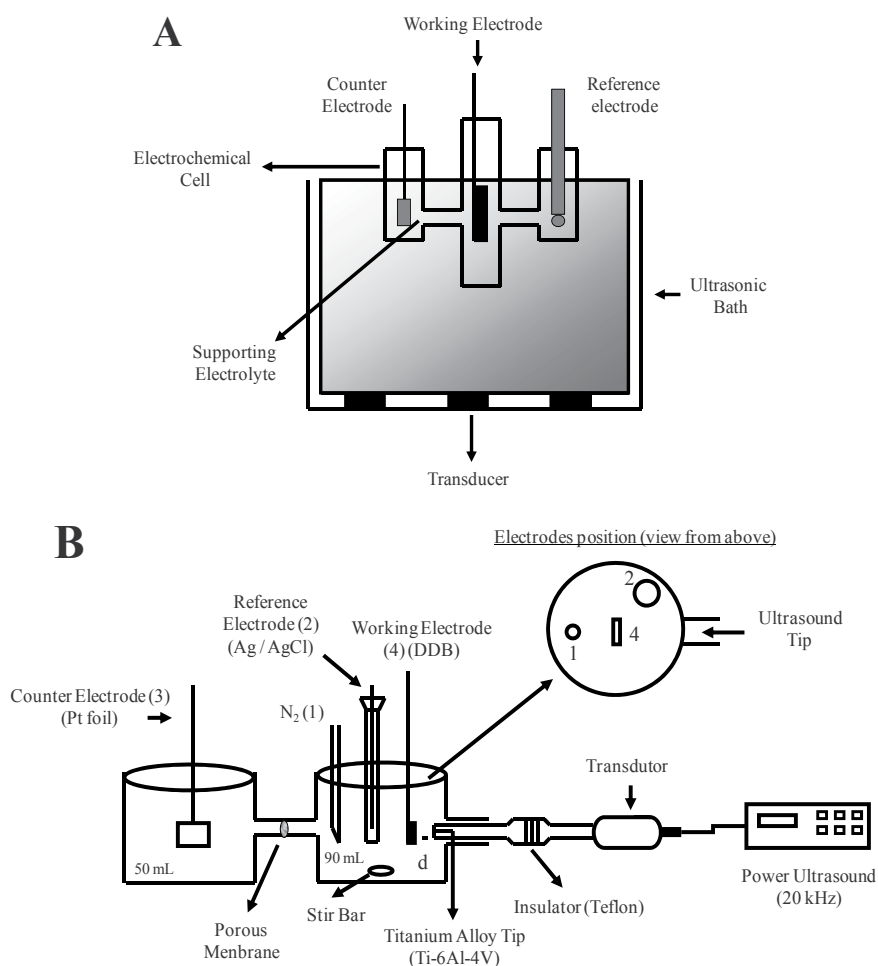 A
Working Electrode
Counter
Electrode
Reference
electrode
Electrochemical
Cell
Ultrasonic
Bath
Supporting
Electrolyte
Transducer
B
Electrodes position (view from above)
2
1
4
Ultrasound
Tip
Reference
Electrode (2)
(Ag / AgCl)
Working Electrode
(4) (DDB)
Counter Electrode (3)
(Pt foil)
N₂ (1)
Transdutor
50 mL
90 mL
d
Stir Bar
Porous
Menbrane
Titanium Alloy Tip
(Ti-6Al-4V)
Insulator (Teflon)
Power Ultrasound
(20 kHz)